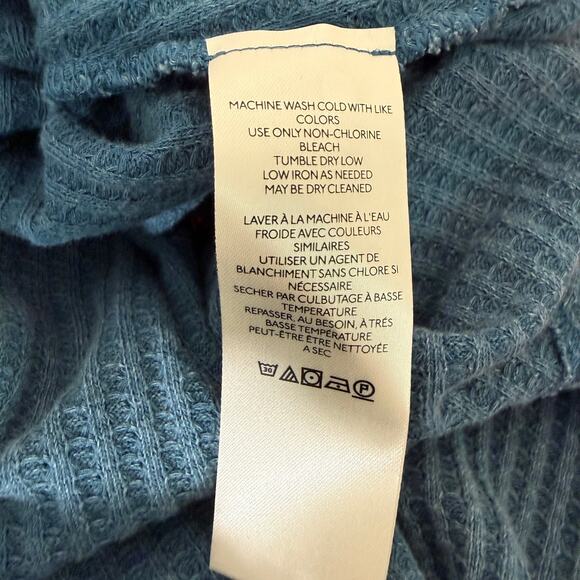 MACHINE WASH COLD WITH LIKE
COLORS
USE ONLY NON-CHLORINE
BLEACH
TUMBLE DRY LOW
LOW IRON AS NEEDED
MAY BE DRY CLEANED
LAVER À LA MACHINE À L'EAU
FROIDE AVEC COULEURS
SIMILAIRES
UTILISER UN AGENT DE
BLANCHIMENT SANS CHLORE SI
NÉCESSAIRE
SECHER PAR CULBUTAGE À BASSE
TEMPERATURE
REPASSER, AU BESOIN, À TRÉS
BASSE TEMPÉRATURE
PEUT-ÊTRE ÊTRE NETTOYÉE
A SEC
30 P